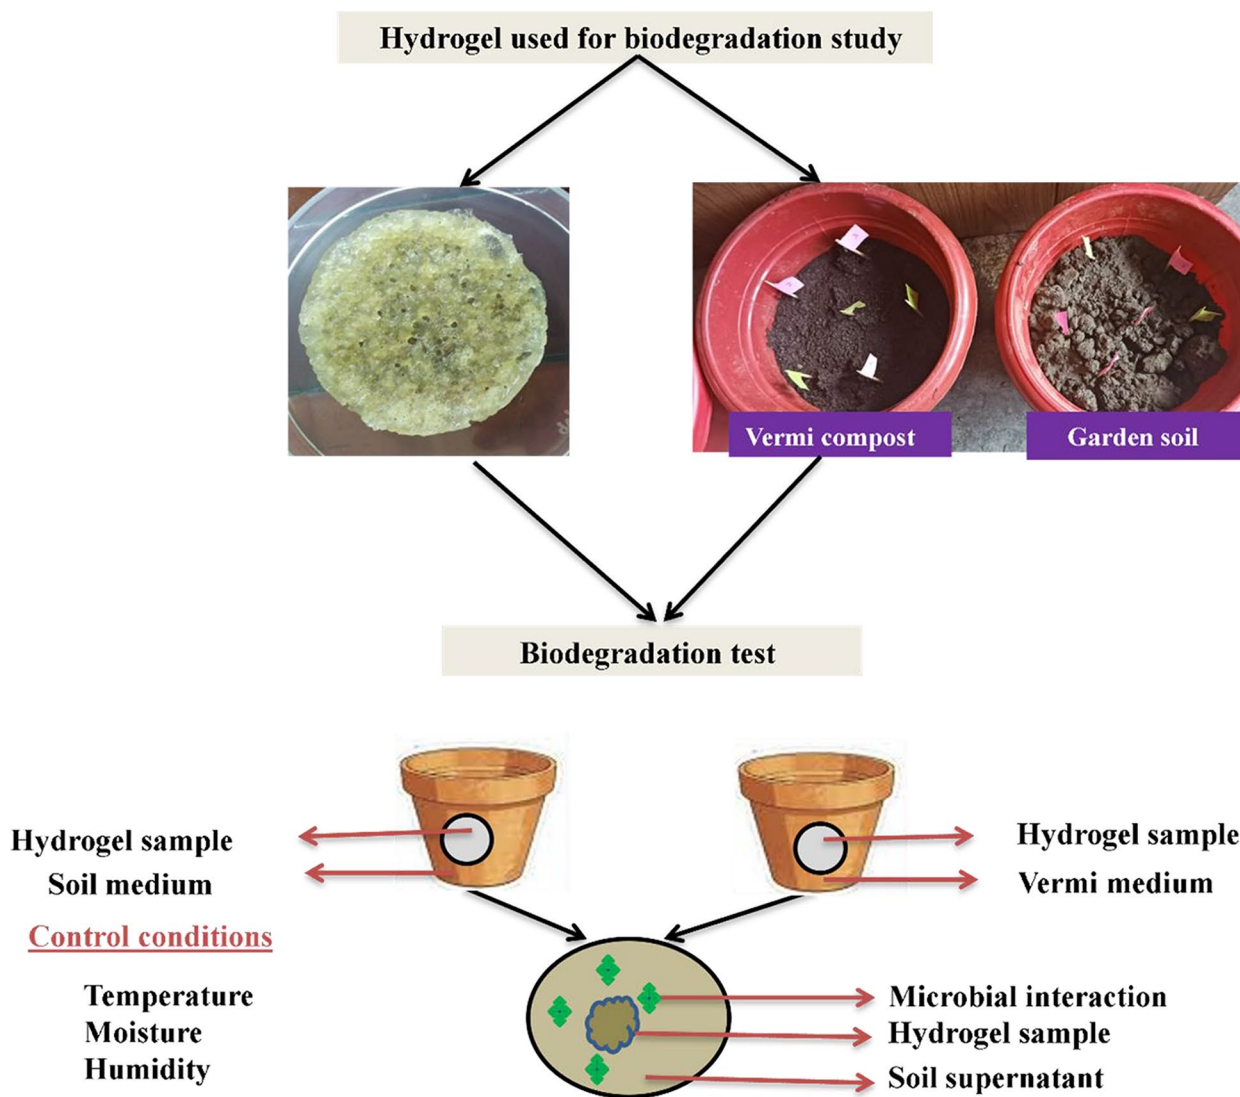 Hydrogel used for biodegradation study
Vermi compost
Garden soil
Biodegradation test
Hydrogel sample
Soil medium
Hydrogel sample
Vermi medium
Control conditions
Temperature
Moisture
Humidity
Microbial interaction
Hydrogel sample
Soil supernatant